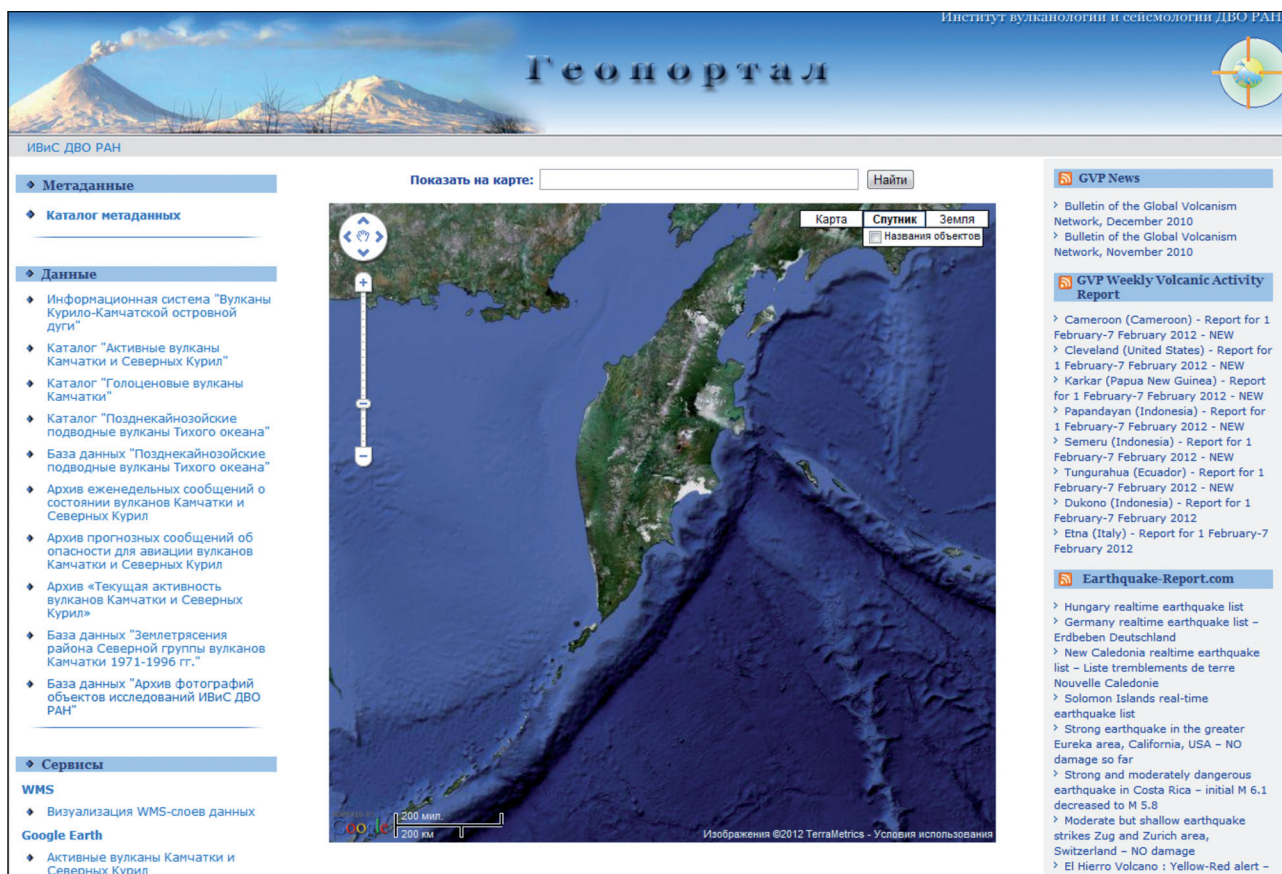 Институт вулканологии и сейсмологии ДВО РАН
Геопортал
ИВиС ДВО РАН
Метаданные
Каталог метаданных
Данные
Информационная система "Вулканы
Курило-Камчатской островной
дуги"
Каталог "Активные вулканы
Камчатки и Северных Курил"
Каталог "Голоценовые вулканы
Камчатки"
Каталог "Позднекайнозойские
подводные вулканы Тихого океана"
База данных "Позднекайнозойские
подводные вулканы Тихого океана"
Архив еженедельных сообщений о
состоянии вулканов Камчатки и
Северных Курил
Архив прогнозных сообщений об
опасности для авиации вулканов
Камчатки и Северных Курил
Архив «Текущая активность
вулканов Камчатки и Северных
Курил»
База данных "Землетрясения
района Северной группы вулканов
Камчатки 1971-1996 гг."
База данных "Архив фотографий
объектов исследований ИВиС ДВО
РАН"
Сервисы
WMS
Визуализация WMS-слоев данных
Google Earth
Активные вулканы Камчатки и
Северных Курил
Показать на карте:
Найти
Карта Спутник Земля
Названия объектов
Google
200 мил.
200 км
Изображения ©2012 TerraMetrics - Условия использования
GVP News
> Bulletin of the Global Volcanism
Network, December 2010
> Bulletin of the Global Volcanism
Network, November 2010
GVP Weekly Volcanic Activity
Report
> Cameroon (Cameroon) - Report for 1
February-7 February 2012 - NEW
> Cleveland (United States) - Report for
1 February-7 February 2012 - NEW
> Karkar (Papua New Guinea) - Report
for 1 February-7 February 2012 - NEW
> Papandayan (Indonesia) - Report for
1 February-7 February 2012 - NEW
> Semeru (Indonesia) - Report for 1
February-7 February 2012 - NEW
> Tungurahua (Ecuador) - Report for 1
February-7 February 2012 - NEW
> Dukono (Indonesia) - Report for 1
February-7 February 2012
> Etna (Italy) - Report for 1 February-7
February 2012
Earthquake-Report.com
> Hungary realtime earthquake list
> Germany realtime earthquake list –
Erdbeben Deutschland
> New Caledonia realtime earthquake
list – Liste tremblements de terre
Nouvelle Caledonie
> Solomon Islands real-time
earthquake list
> Strong earthquake in the greater
Eureka area, California, USA – NO
damage so far
> Strong and moderately dangerous
earthquake in Costa Rica – initial M 6.1
decreased to M 5.8
> Moderate but shallow earthquake
strikes Zug and Zurich area,
Switzerland – NO damage
> El Hierro Volcano : Yellow-Red alert –